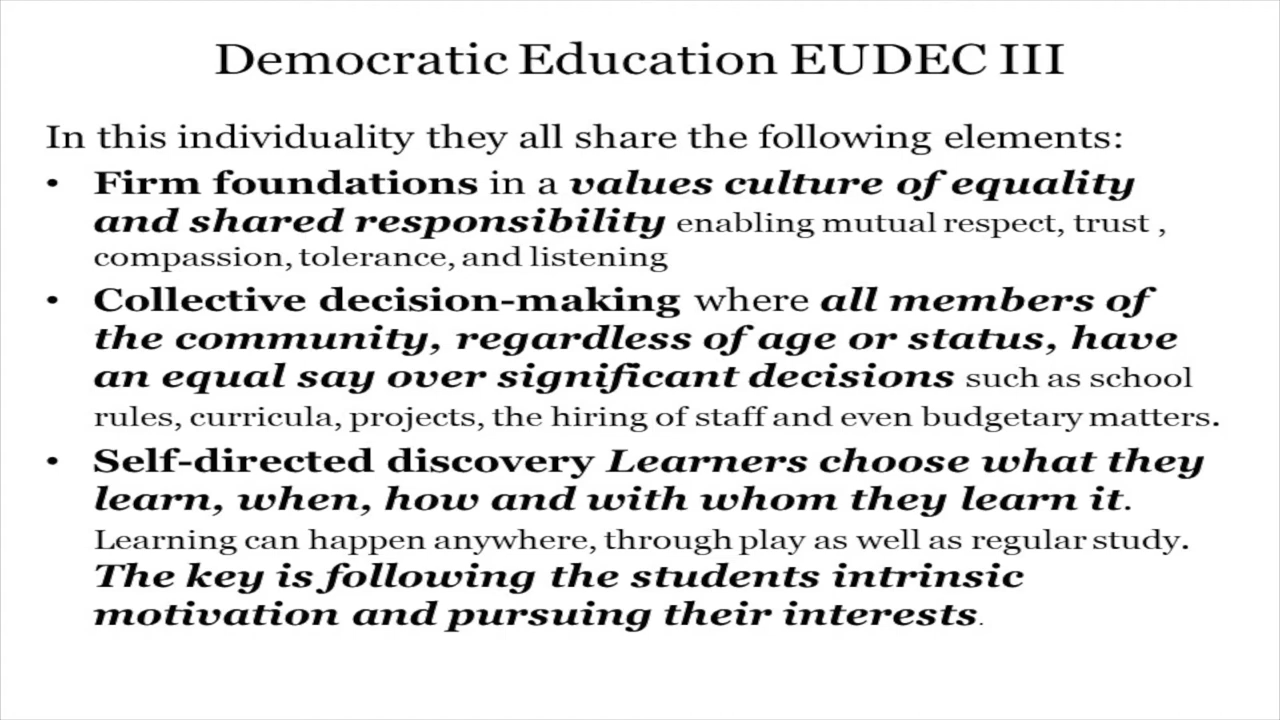 Democratic Education EUDEC III
In this individuality they all share the following elements:
• Firm foundations in a values culture of equality
and shared responsibility enabling mutual respect, trust ,
compassion, tolerance, and listening
• Collective decision-making where all members of
the community, regardless of age or status, have
an equal say over significant decisions such as school
rules, curricula, projects, the hiring of staff and even budgetary matters.
• Self-directed discovery Learners choose what they
learn, when, how and with whom they learn it.
Learning can happen anywhere, through play as well as regular study.
The key is following the students intrinsic
motivation and pursuing their interests.